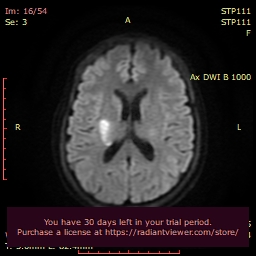 Im: 16/54
Se: 3
A
STP111
STP111
F
Ax DWI B 1000
R
L
You have 30 days left in your trial period.
Purchase a license at https://radiantviewer.com/store/